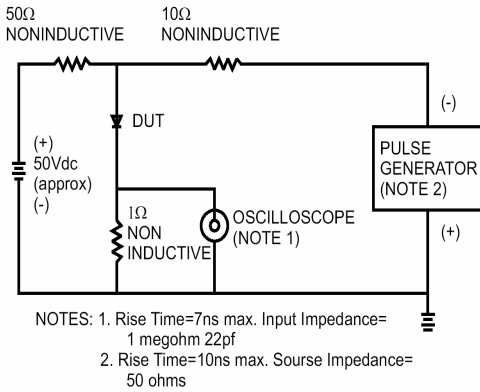 50Ω
NONINDUCTIVE
10Ω
NONINDUCTIVE
DUT
(+)
50Vdc
(approx)
(-)
1Ω
NON
INDUCTIVE
OSCILLOSCOPE
(NOTE 1)
(-)
PULSE
GENERATOR
(NOTE 2)
(+)
NOTES: 1. Rise Time=7ns max. Input Impedance=
1 megohm 22pf
2. Rise Time=10ns max. Sourse Impedance=
50 ohms